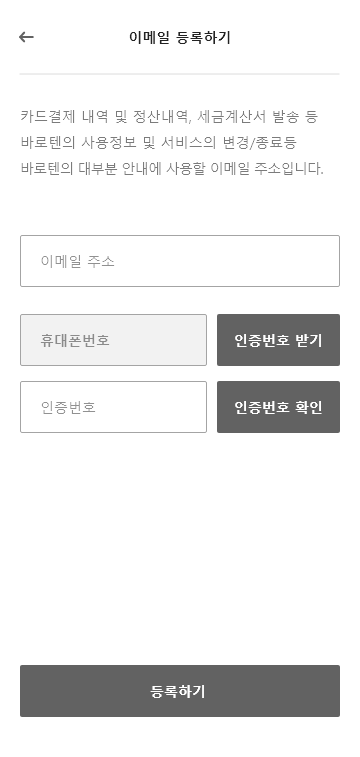 이메일 등록하기
카드결제 내역 및 정산내역, 세금계산서 발송 등
바로텐의 사용정보 및 서비스의 변경/종료등
바로텐의 대부분 안내에 사용할 이메일 주소입니다.
이메일 주소
휴대폰번호
인증번호 받기
인증번호
인증번호 확인
등록하기